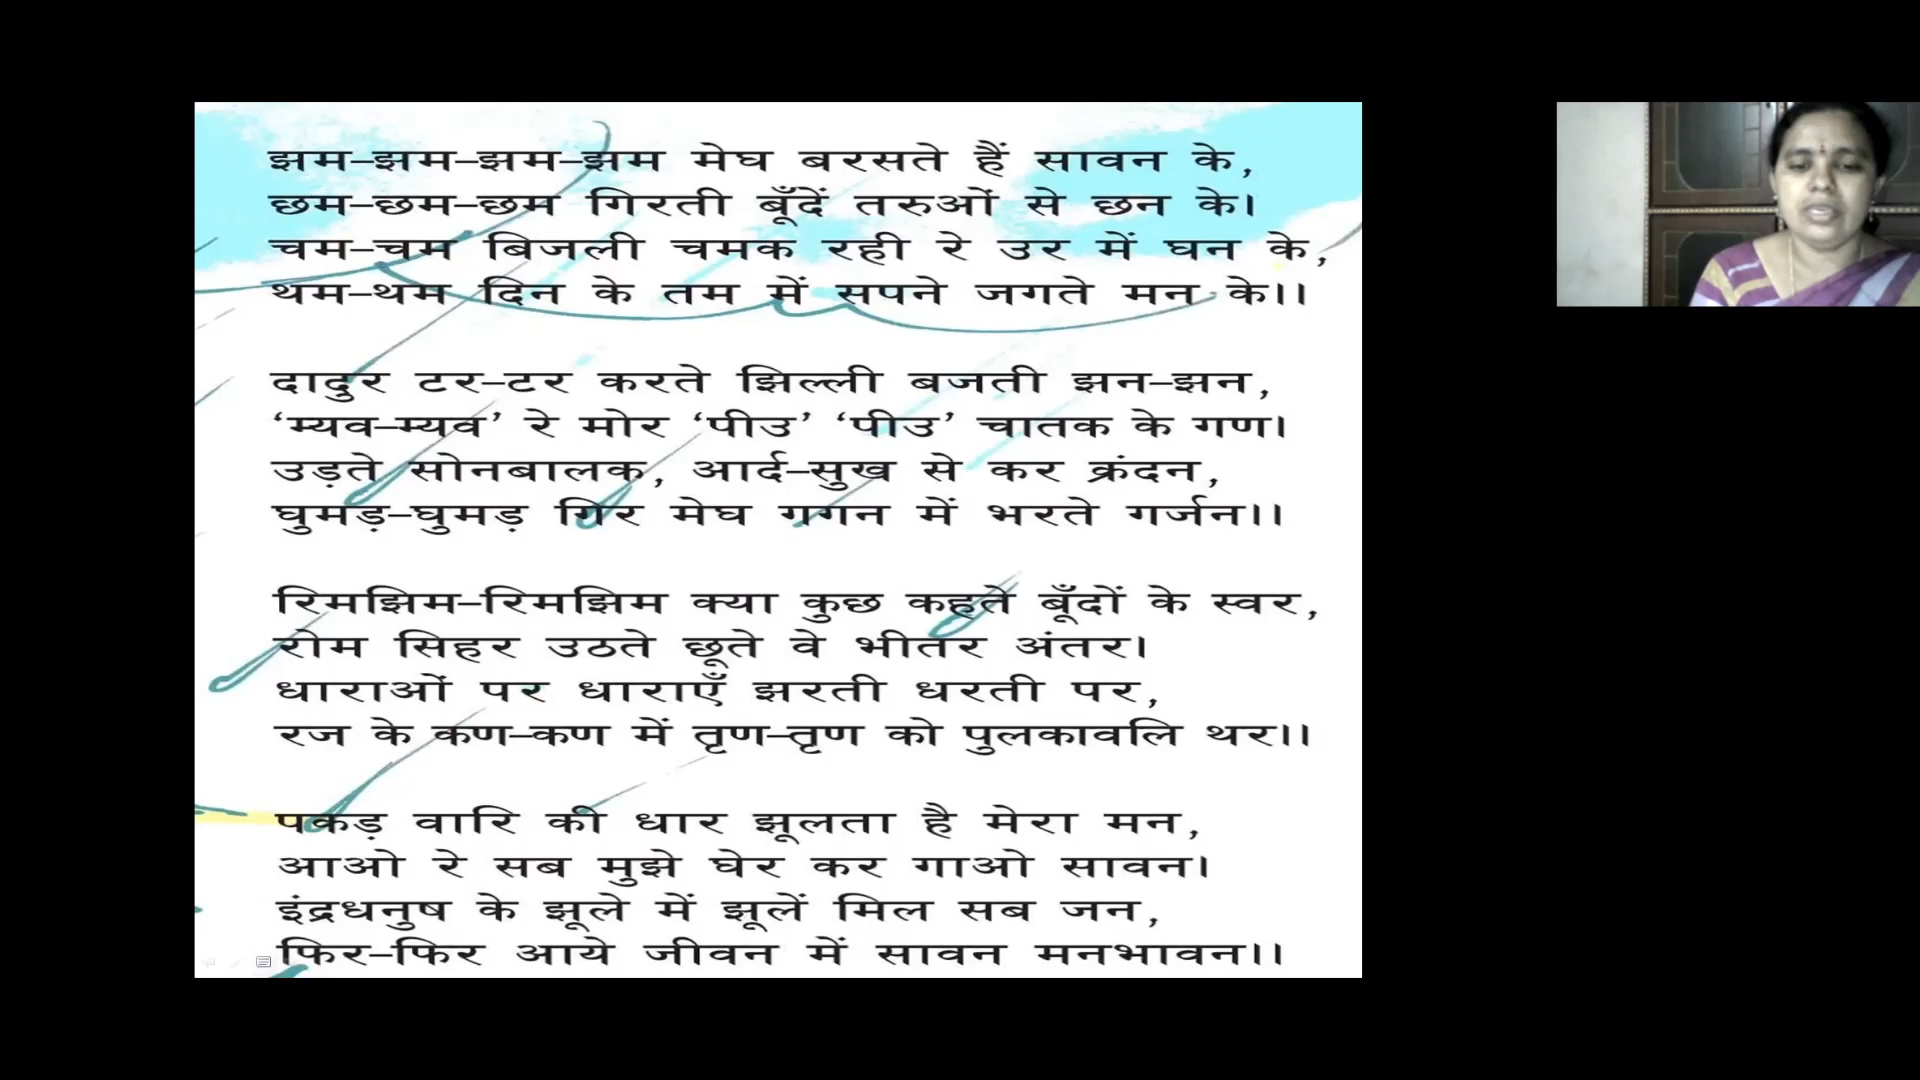 झम-झम-झम-झम मेघ बरसते हैं सावन के,
छम-छम-छम गिरती बूँदें तरुओं से छन के।
चम-चम बिजली चमक रही रे उर में घन के,
थम-थम दिन के तम में सपने जगते मन के।।
दादुर टर-टर करते झिल्ली बजती झन-झन,
‘म्यव-म्यव’ रे मोर ‘पीउ’ ‘पीउ’ चातक के गण।
उड़ते सोनबालक, आर्द-सुख से कर क्रंदन,
घुमड़-घुमड़ गिर मेघ गगन में भरते गर्जन।।
रिमझिम-रिमझिम क्या कुछ कहते बूँदों के स्वर,
रोम सिहर उठते छूते वे भीतर अंतर।
धाराओं पर धाराएँ झरती धरती पर,
रज के कण-कण में तृण-तृण को पुलकावलि थर।।
पकड़ वारि की धार झूलता है मेरा मन,
आओ रे सब मुझे घेर कर गाओ सावन।
इंद्रधनुष के झूले में झूलें मिल सब जन,
फिर-फिर आये जीवन में सावन मनभावन।।